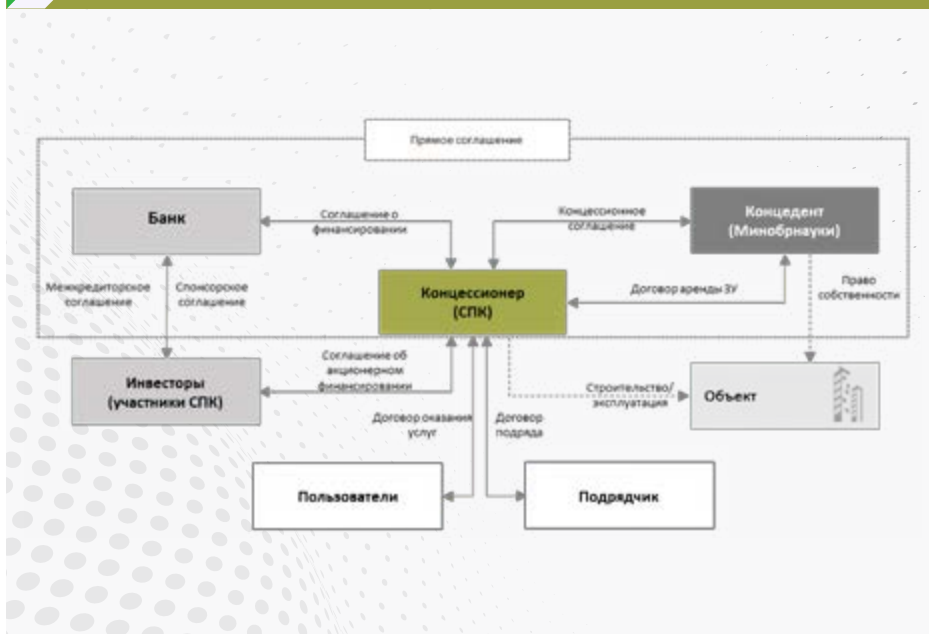 Прямое соглашение
Банк
Соглашение о
финансировании
Концессионное
соглашение
Концедент
(Минобрнауки)
Межкредиторское
соглашение
Спонсорское
соглашение
Концессионер
(СПК)
Договор аренды ЗУ
Право
собственности
Инвесторы
(участники СПК)
Соглашение об
акционерном
финансировании
Строительство/
эксплуатация
Объект
Договор оказания
услуг
Договор
подряда
Пользователи
Подрядчик